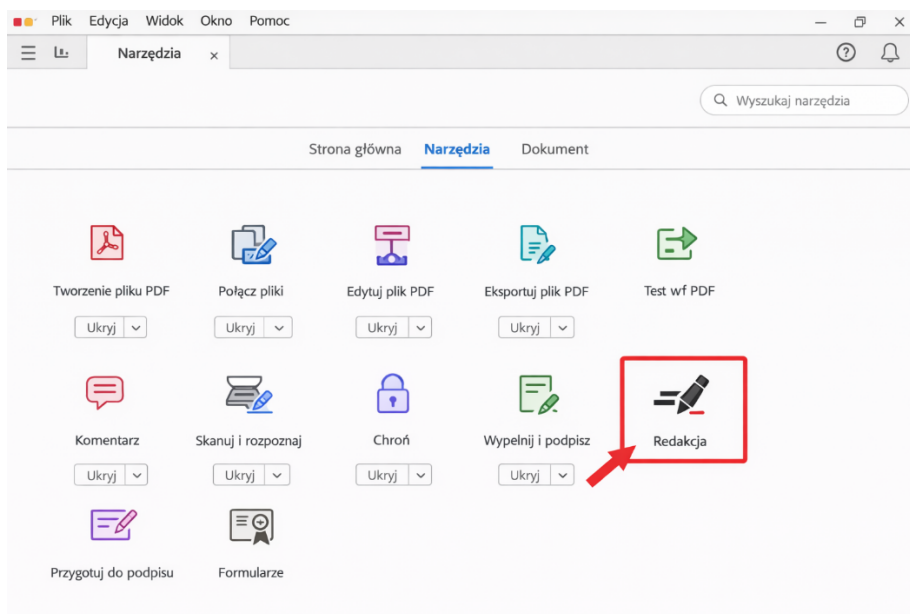 Plik Edycja Widok Okno Pomoc
Narzędzia
Wyszukaj narzędzia
Strona główna Narzędzia Dokument
Tworzenie pliku PDF Połącz pliki Edytuj plik PDF Eksportuj plik PDF Test wf PDF
Ukryj Ukryj Ukryj Ukryj
Komentarz Skanuj i rozpoznaj Chroń Wypelnij i podpisz Redakcja
Ukryj Ukryj Ukryj Ukryj
Przygotuj do podpisu Formularze